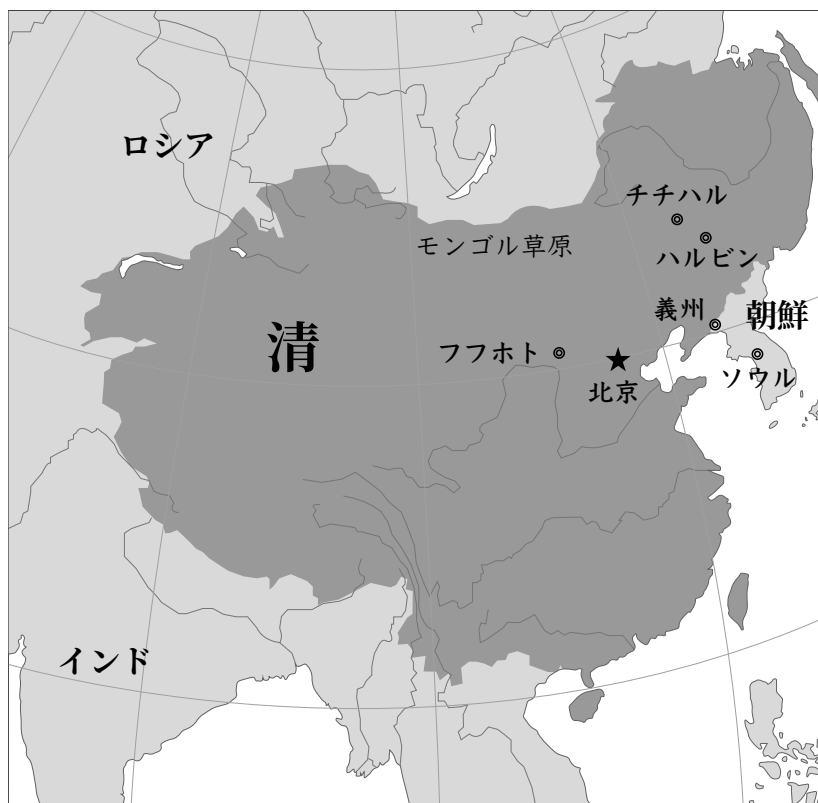 ロシア
チチハル
モンゴル草原
ハルビン
義州
朝鮮
清
フフホト
ソウル
北京
インド